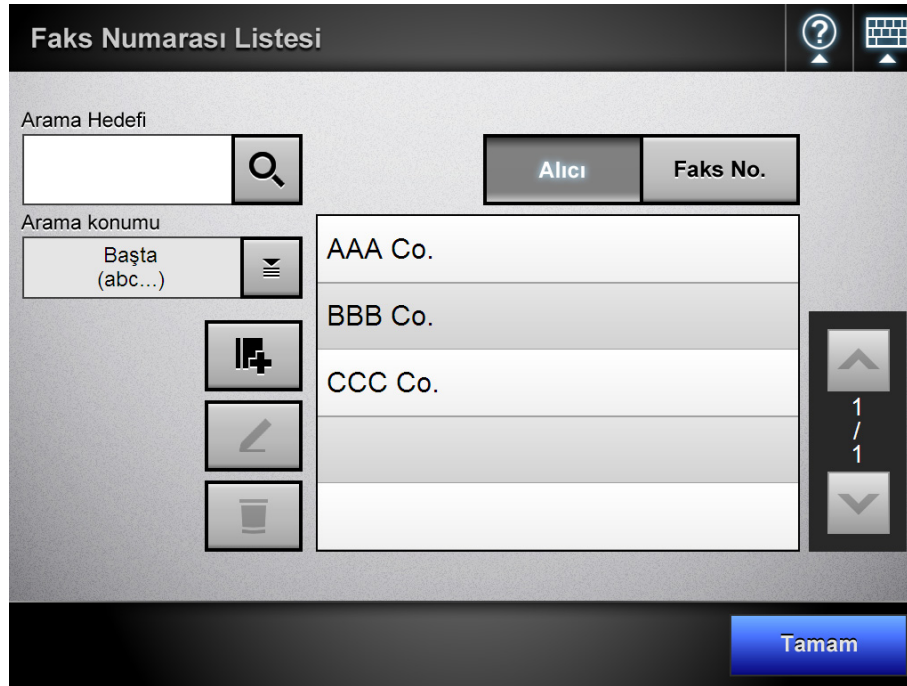 Faks Numarası Listesi
?
Arama Hedefi
Alıcı
Faks No.
Arama konumu
Başta
(abc...)
AAA Co.
BBB Co.
CCC Co.
1
/
1
Tamam